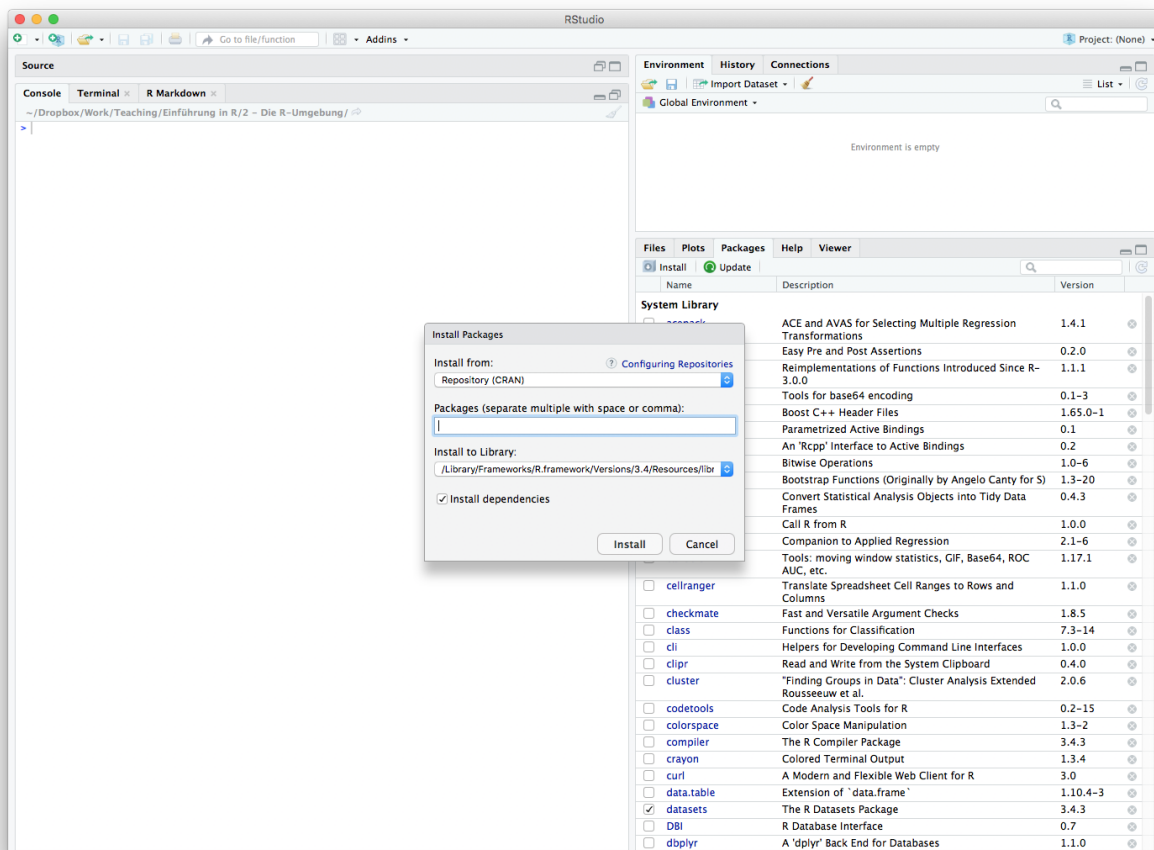 RStudio
Go to file/function
Addins
Project: (None)
Source
Console Terminal R Markdown
~/Dropbox/Work/Teaching/Einführung in R/2 - Die R-Umgebung/
>
Environment History Connections
Import Dataset
List
Global Environment
Environment is empty
Files Plots Packages Help Viewer
Install Update
Name Description Version
System Library
ACE and AVAS for Selecting Multiple Regression 1.4.1
Transformations
Easy Pre and Post Assertions 0.2.0
Reimplementations of Functions Introduced Since R- 1.1.1
3.0.0
Tools for base64 encoding 0.1-3
Boost C++ Header Files 1.65.0-1
Parametrized Active Bindings 0.1
An 'Rcpp' Interface to Active Bindings 0.2
Bitwise Operations 1.0-6
Bootstrap Functions (Originally by Angelo Canty for S) 1.3-20
Convert Statistical Analysis Objects into Tidy Data 0.4.3
Frames
Call R from R 1.0.0
Companion to Applied Regression 2.1-6
Tools: moving window statistics, GIF, Base64, ROC 1.17.1
AUC, etc.
cellranger Translate Spreadsheet Cell Ranges to Rows and 1.1.0
Columns
checkmate Fast and Versatile Argument Checks 1.8.5
class Functions for Classification 7.3-14
cli Helpers for Developing Command Line Interfaces 1.0.0
clipr Read and Write from the System Clipboard 0.4.0
cluster "Finding Groups in Data": Cluster Analysis Extended 2.0.6
Rousseeuw et al.
codetools Code Analysis Tools for R 0.2-15
colorspace Color Space Manipulation 1.3-2
compiler The R Compiler Package 3.4.3
crayon Colored Terminal Output 1.3.4
curl A Modern and Flexible Web Client for R 3.0
data.table Extension of `data.frame` 1.10.4-3
datasets The R Datasets Package 3.4.3
DBI R Database Interface 0.7
dbplyr A 'dplyr' Back End for Databases 1.1.0
Install Packages
Install from: ? Configuring Repositories
Repository (CRAN)
Packages (separate multiple with space or comma):
Install to Library:
/Library/Frameworks/R.framework/Versions/3.4/Resources/libr
Install dependencies
Install Cancel